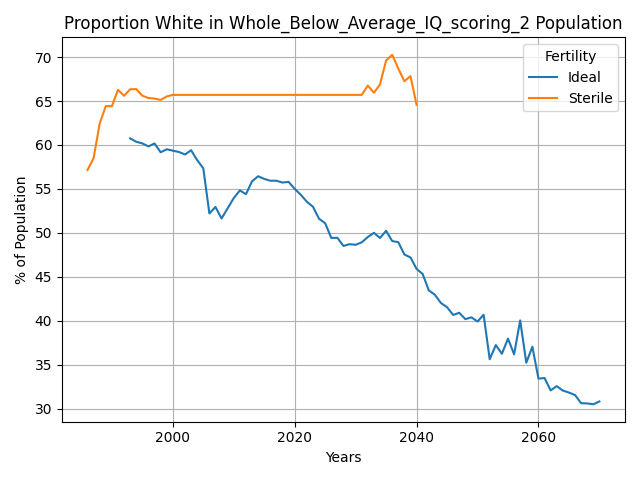 Proportion White in Whole_Below_Average_IQ_scoring_2 Population
% of Population
70
65
60
55
50
45
40
35
30
Fertility
Ideal
Sterile
2000
2020
2040
2060
Years